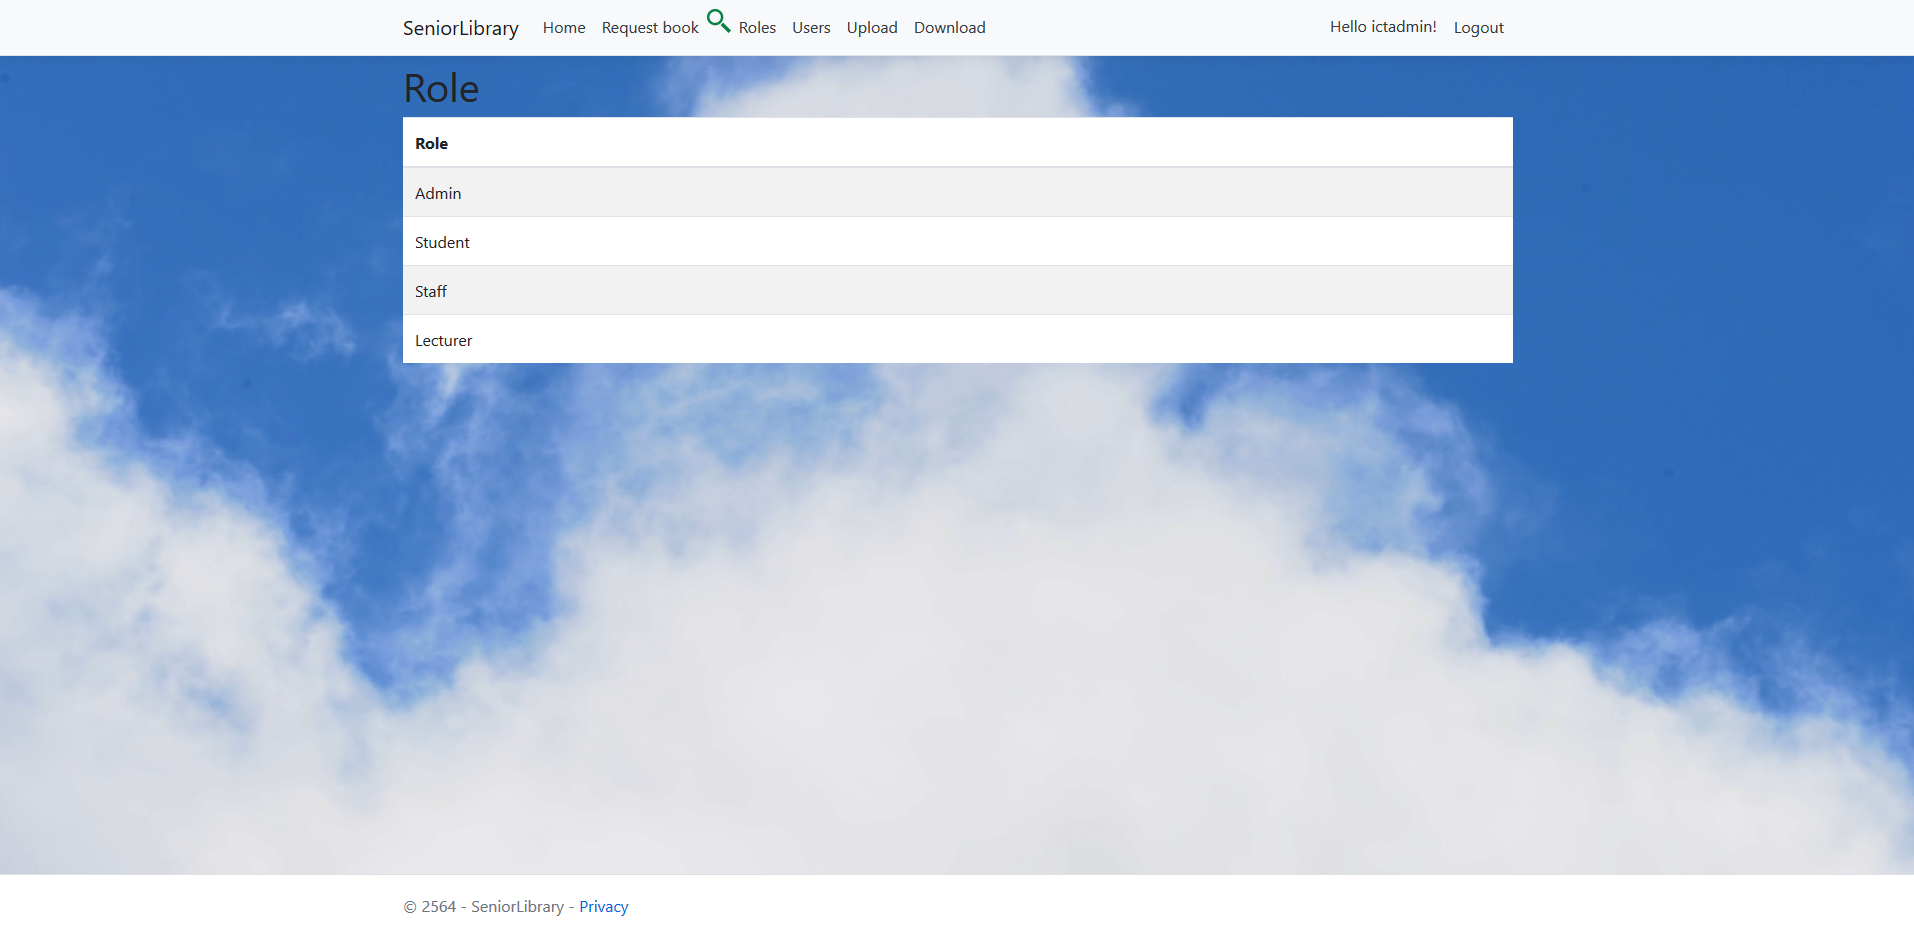 SeniorLibrary Home Request book Roles Users Upload Download Hello ictadmin! Logout
Role
Role
Admin
Student
Staff
Lecturer
© 2564 - SeniorLibrary - Privacy